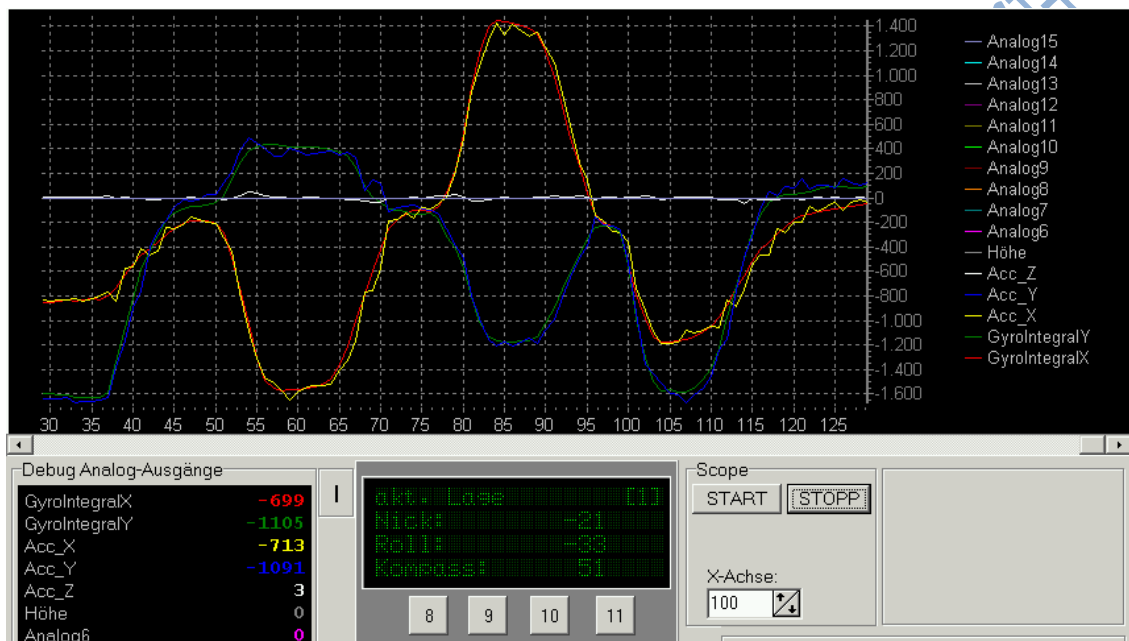 1.400
1.200
1.000
800
600
400
200
0
-200
-400
-600
-800
-1.000
-1.200
-1.400
-1.600
30 35 40 45 50 55 60 65 70 75 80 85 90 95 100 105 110 115 120 125
Analog15
Analog14
Analog13
Analog12
Analog11
Analog10
Analog9
Analog8
Analog7
Analog6
Höhe
Acc_Z
Acc_Y
Acc_X
GyroIntegralY
GyroIntegralX
Debug Analog-Ausgänge
GyroIntegralX -699
GyroIntegralY -1105
Acc_X -713
Acc_Y -1091
Acc_Z 3
Höhe 0
Analog6 0
I
akt. Lage [1]
Nick: -21
Roll: -33
Kompass: 51
8 9 10 11
Scope
START STOPP
X-Achse:
100